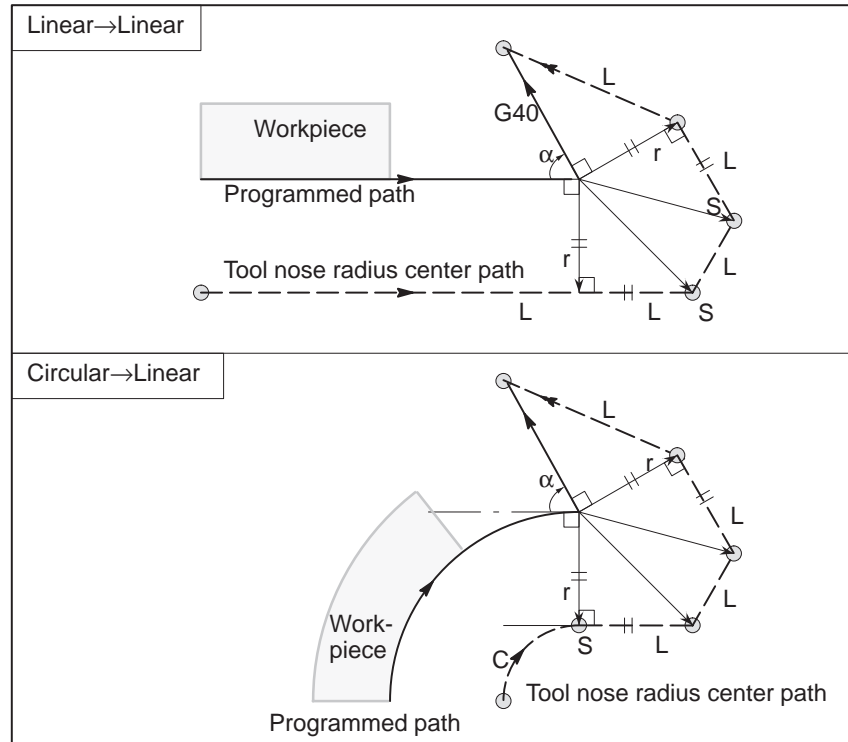 Linear→Linear
L
G40
Workpiece
α
r
L
Programmed path
S
r
Tool nose radius center path
L
L
L
S
Circular→Linear
L
α
r
L
r
L
Work-
piece
S
L
C
Tool nose radius center path
Programmed path